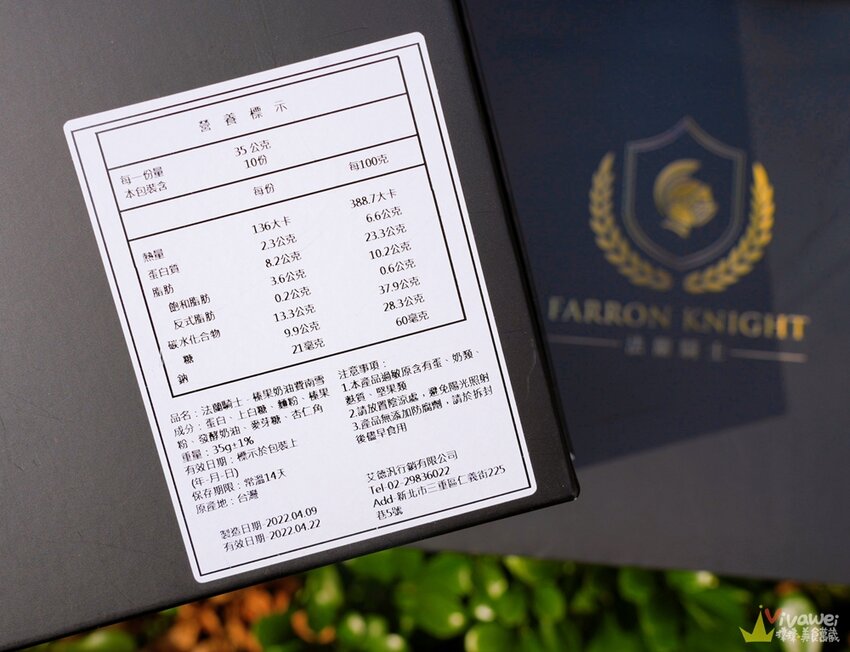 營養標示
每一份量 35公克
本包裝含 10份
每份 每100克
熱量 136大卡 388.7大卡
蛋白質 2.3公克 6.6公克
脂肪 8.2公克 23.3公克
飽和脂肪 3.6公克 10.2公克
反式脂肪 0.2公克 0.6公克
碳水化合物 13.3公克 37.9公克
糖 9.9公克 28.3公克
鈉 21毫克 60毫克
品名：法蘭騎士-榛果奶油費南雪
成分：蛋白、上白糖、麵粉、榛果
粉、發酵奶油、麥芽糖、杏仁角
重量：35g±1%
有效日期：標示於包裝上
(年-月-日)
保存期限：常溫14天
原產地：台灣
製造日期-2022.04.09
有效日期-2022.04.22
注意事項：
1.本產品過敏原含有蛋、奶類、
麩質、堅果類
2.請放置陰涼處，避免陽光照射
3.產品無添加防腐劑，請於拆封
後儘早食用
艾德汎行銷有限公司
Tel-02-29836022
Add-新北市三重區仁義街225
巷5號
FARRON KNIGHT
法蘭騎士
Vivawei